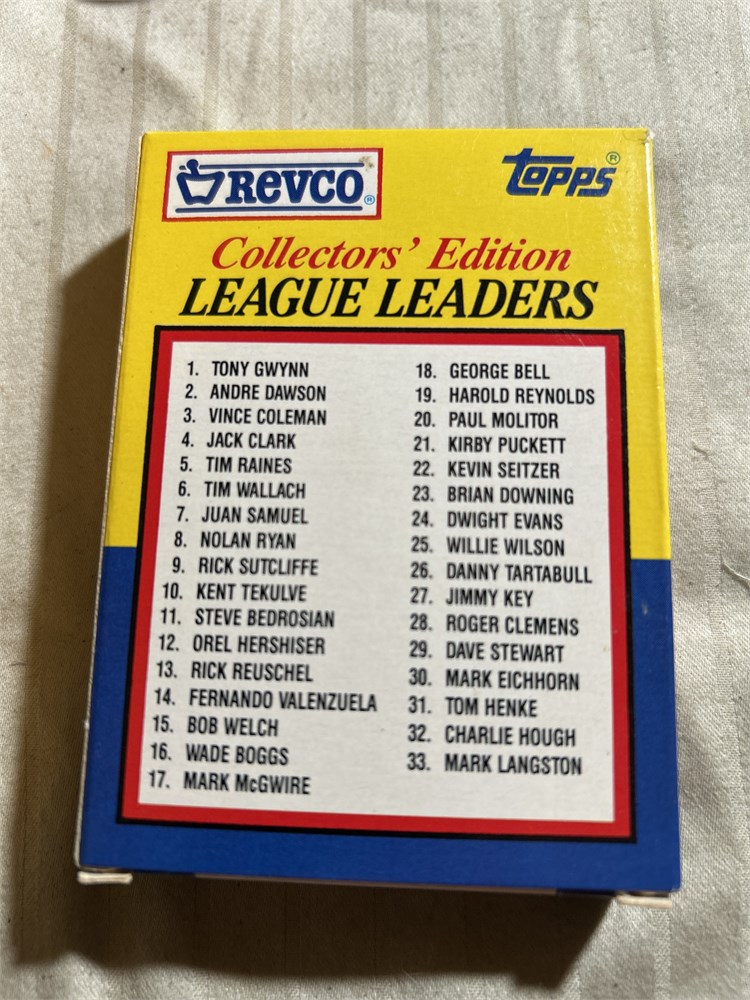 Revco®
Topps®
Collectors' Edition
LEAGUE LEADERS
1. TONY GWYNN
2. ANDRE DAWSON
3. VINCE COLEMAN
4. JACK CLARK
5. TIM RAINES
6. TIM WALLACH
7. JUAN SAMUEL
8. NOLAN RYAN
9. RICK SUTCLIFFE
10. KENT TEKULVE
11. STEVE BEDROSIAN
12. OREL HERSHISER
13. RICK REUSCHEL
14. FERNANDO VALENZUELA
15. BOB WELCH
16. WADE BOGGS
17. MARK McGWIRE
18. GEORGE BELL
19. HAROLD REYNOLDS
20. PAUL MOLITOR
21. KIRBY PUCKETT
22. KEVIN SEITZER
23. BRIAN DOWNING
24. DWIGHT EVANS
25. WILLIE WILSON
26. DANNY TARTABULL
27. JIMMY KEY
28. ROGER CLEMENS
29. DAVE STEWART
30. MARK EICHHORN
31. TOM HENKE
32. CHARLIE HOUGH
33. MARK LANGSTON